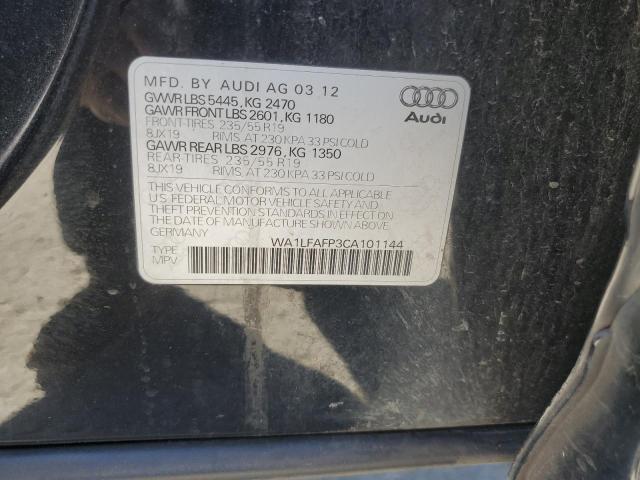 MFD. BY AUDI AG 03 12
GVWR LBS 5445, KG 2470
GAWR FRONT LBS 2601, KG 1180
FRONT-TIRES 235/55 R19
8JX19 RIMS, AT 230 KPA 33 PSI COLD
GAWR REAR LBS 2976, KG 1350
REAR-TIRES 235/55 R19
8JX19 RIMS, AT 230 KPA 33 PSI/COLD
THIS VEHICLE CONFORMS TO ALL APPLICABLE
U.S. FEDERAL MOTOR VEHICLE SAFETY AND
THEFT PREVENTION STANDARDS IN EFFECT ON
THE DATE OF MANUFACTURE SHOWN ABOVE.
GERMANY WA1LFAFP3CA101144
TYPE:
MPV
Audi